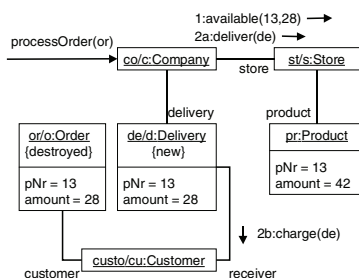 1:available(13,28)
2a:deliver(de)
processOrder(or)
co/c:Company
st/s:Store
store
delivery
product
or/o:Order
{destroyed}
pNr = 13
amount = 28
de/d:Delivery
{new}
pNr = 13
amount = 28
pr:Product
pNr = 13
amount = 42
2b:charge(de)
custo/cu:Customer
customer
receiver